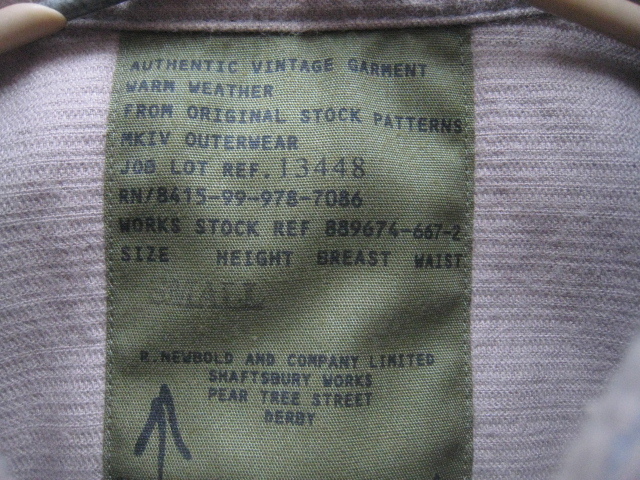 AUTHENTIC VINTAGE GARMENT
WARM WEATHER
FROM ORIGINAL STOCK PATTERNS
MKIV OUTERWEAR
JOB LOT REF. 13448
RN/8415-99-978-7086
WORKS STOCK REF 889674-667-2
SIZE HEIGHT BREAST WAIST
SMALL
R.NEWBOLD AND COMPANY LIMITED
SHAFTSBURY WORKS
PEAR TREE STREET
DERBY